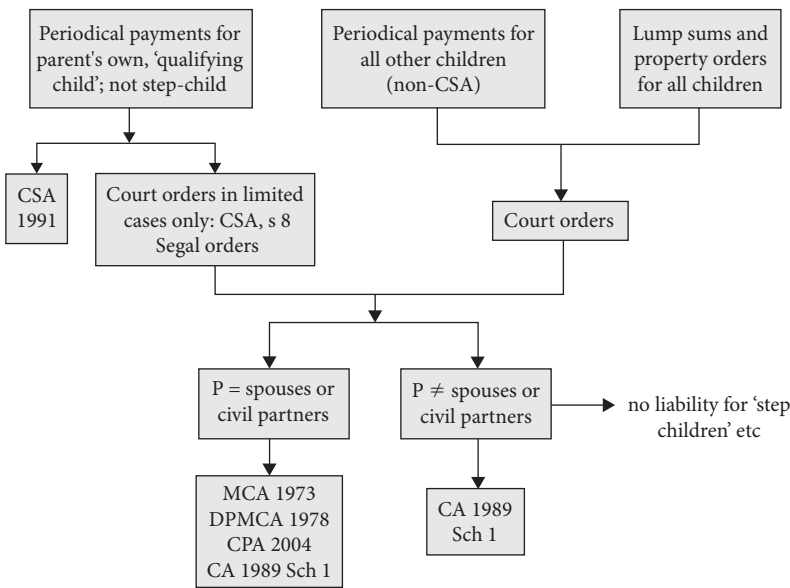 Periodical payments for
parent's own, ‘qualifying
child’; not step-child
Periodical payments for
all other children
(non-CSA)
Lump sums and
property orders
for all children
CSA
1991
Court orders in limited
cases only: CSA, s 8
Segal orders
Court orders
P = spouses or
civil partners
P ≠ spouses or
civil partners
no liability for ‘step
children’ etc
MCA 1973
DPMCA 1978
CPA 2004
CA 1989 Sch 1
CA 1989
Sch 1